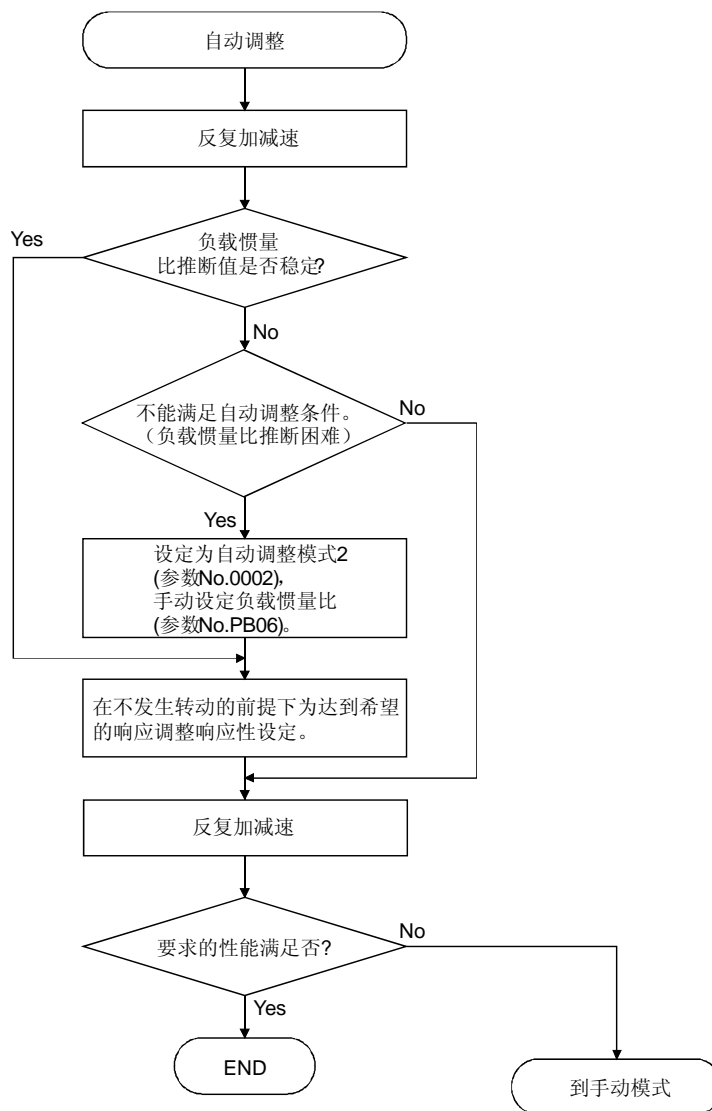 自动调整
反复加减速
Yes
负载惯量
比推断值是否稳定?
No
不能满足自动调整条件。
（负载惯量比推断困难）
No
Yes
设定为自动调整模式2
(参数No.0002),
手动设定负载惯量比
(参数No.PB06)。
在不发生转动的前提下为达到希望
的响应调整响应性设定。
反复加减速
要求的性能满足否?
No
Yes
END
到手动模式